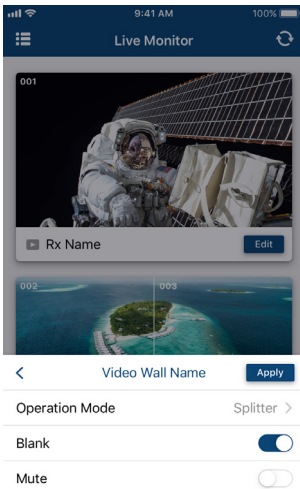 9:41 AM
100%
Live Monitor
001
Rx Name
Edit
002
003
Video Wall Name
Apply
Operation Mode
Splitter
Blank
Mute